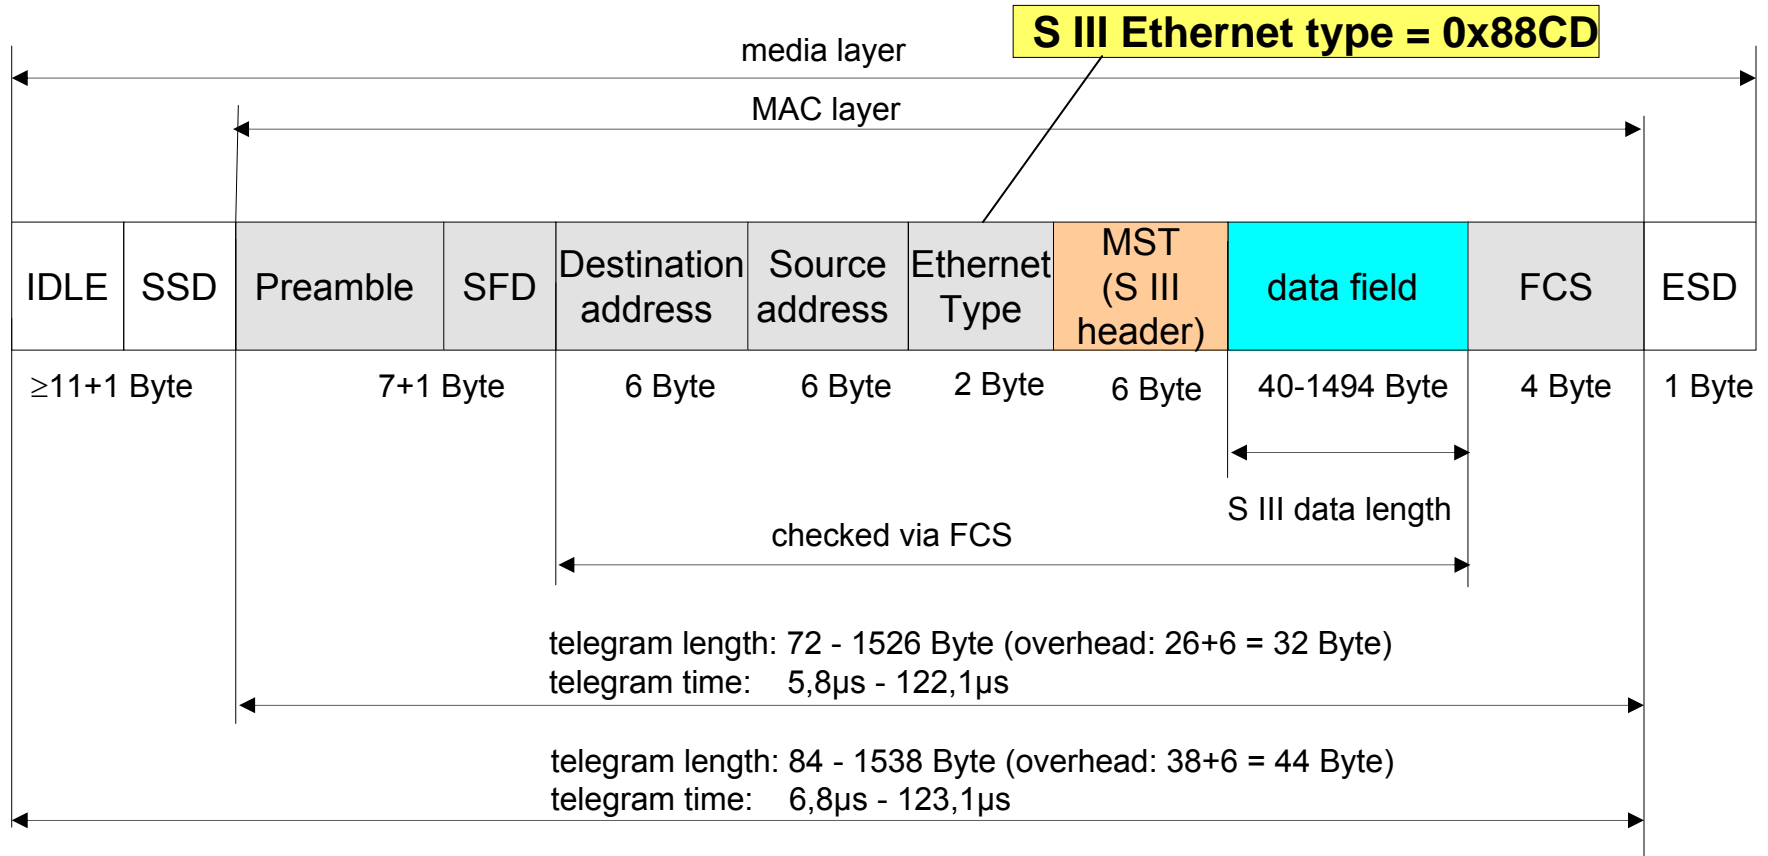 S III Ethernet type = 0x88CD
media layer
MAC layer
IDLE
SSD
Preamble
SFD
Destination
address
Source
address
Ethernet
Type
MST
(S III
header)
data field
FCS
ESD
≥11+1 Byte
7+1 Byte
6 Byte
6 Byte
2 Byte
6 Byte
40-1494 Byte
4 Byte
1 Byte
S III data length
checked via FCS
telegram length: 72 - 1526 Byte (overhead: 26+6 = 32 Byte)
telegram time: 5,8µs - 122,1µs
telegram length: 84 - 1538 Byte (overhead: 38+6 = 44 Byte)
telegram time: 6,8µs - 123,1µs